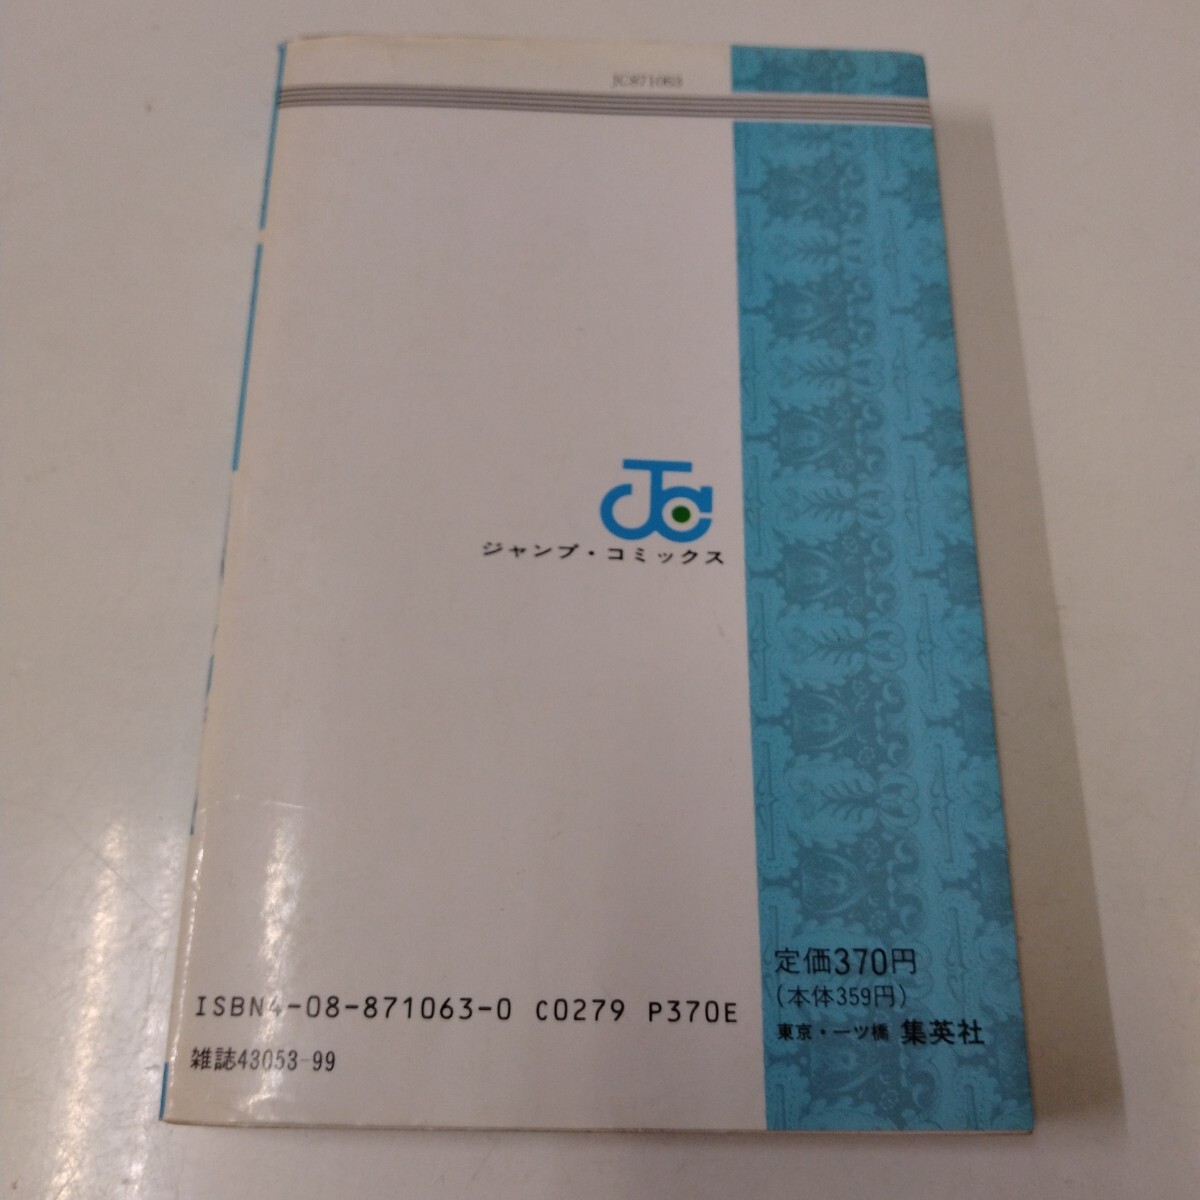 JC871063
JC
ジャンプ・コミックス
定価370円
(本体359円)
東京・一ツ橋 集英社
ISBN4-08-871063-0 C0279 P370E
雑誌43053-99